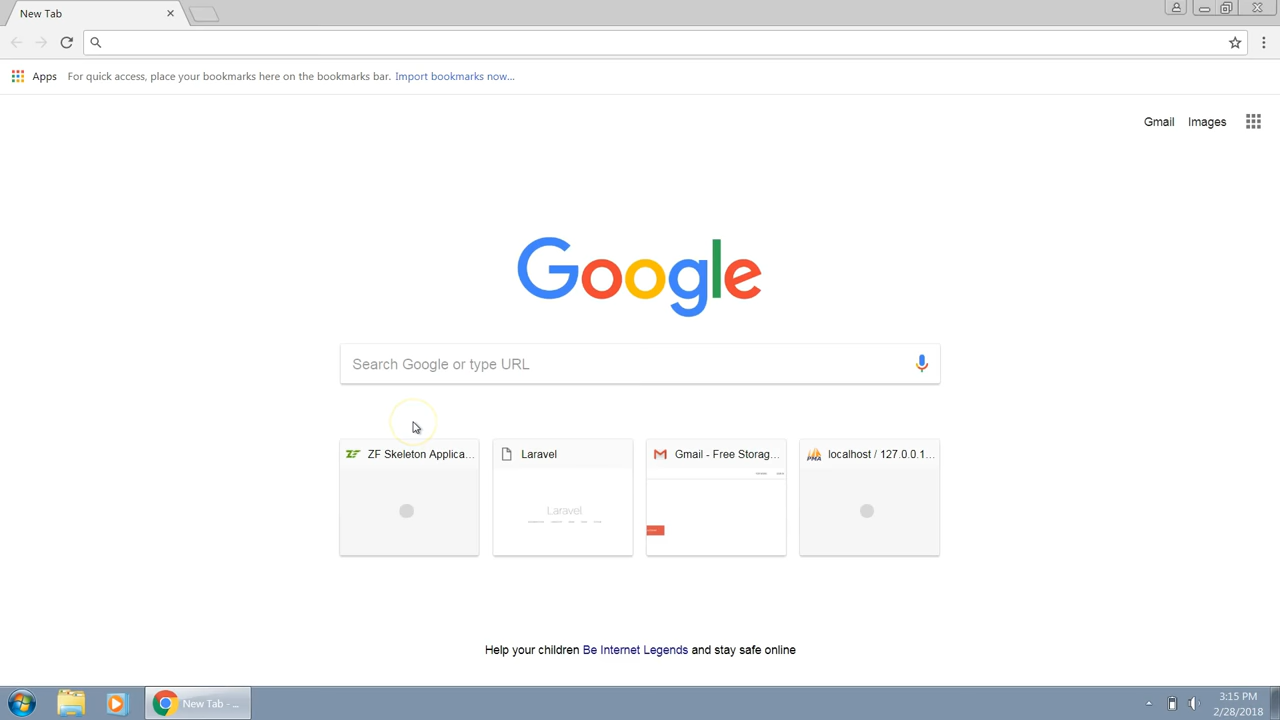 New Tab
Apps For quick access, place your bookmarks here on the bookmarks bar. Import bookmarks now...
Gmail Images
Google
Search Google or type URL
ZF Skeleton Applica... Laravel Gmail - Free Storag... localhost / 127.0.0.1...
Laravel
Help your children Be Internet Legends and stay safe online
New Tab - ... 3:15 PM
2/28/2018